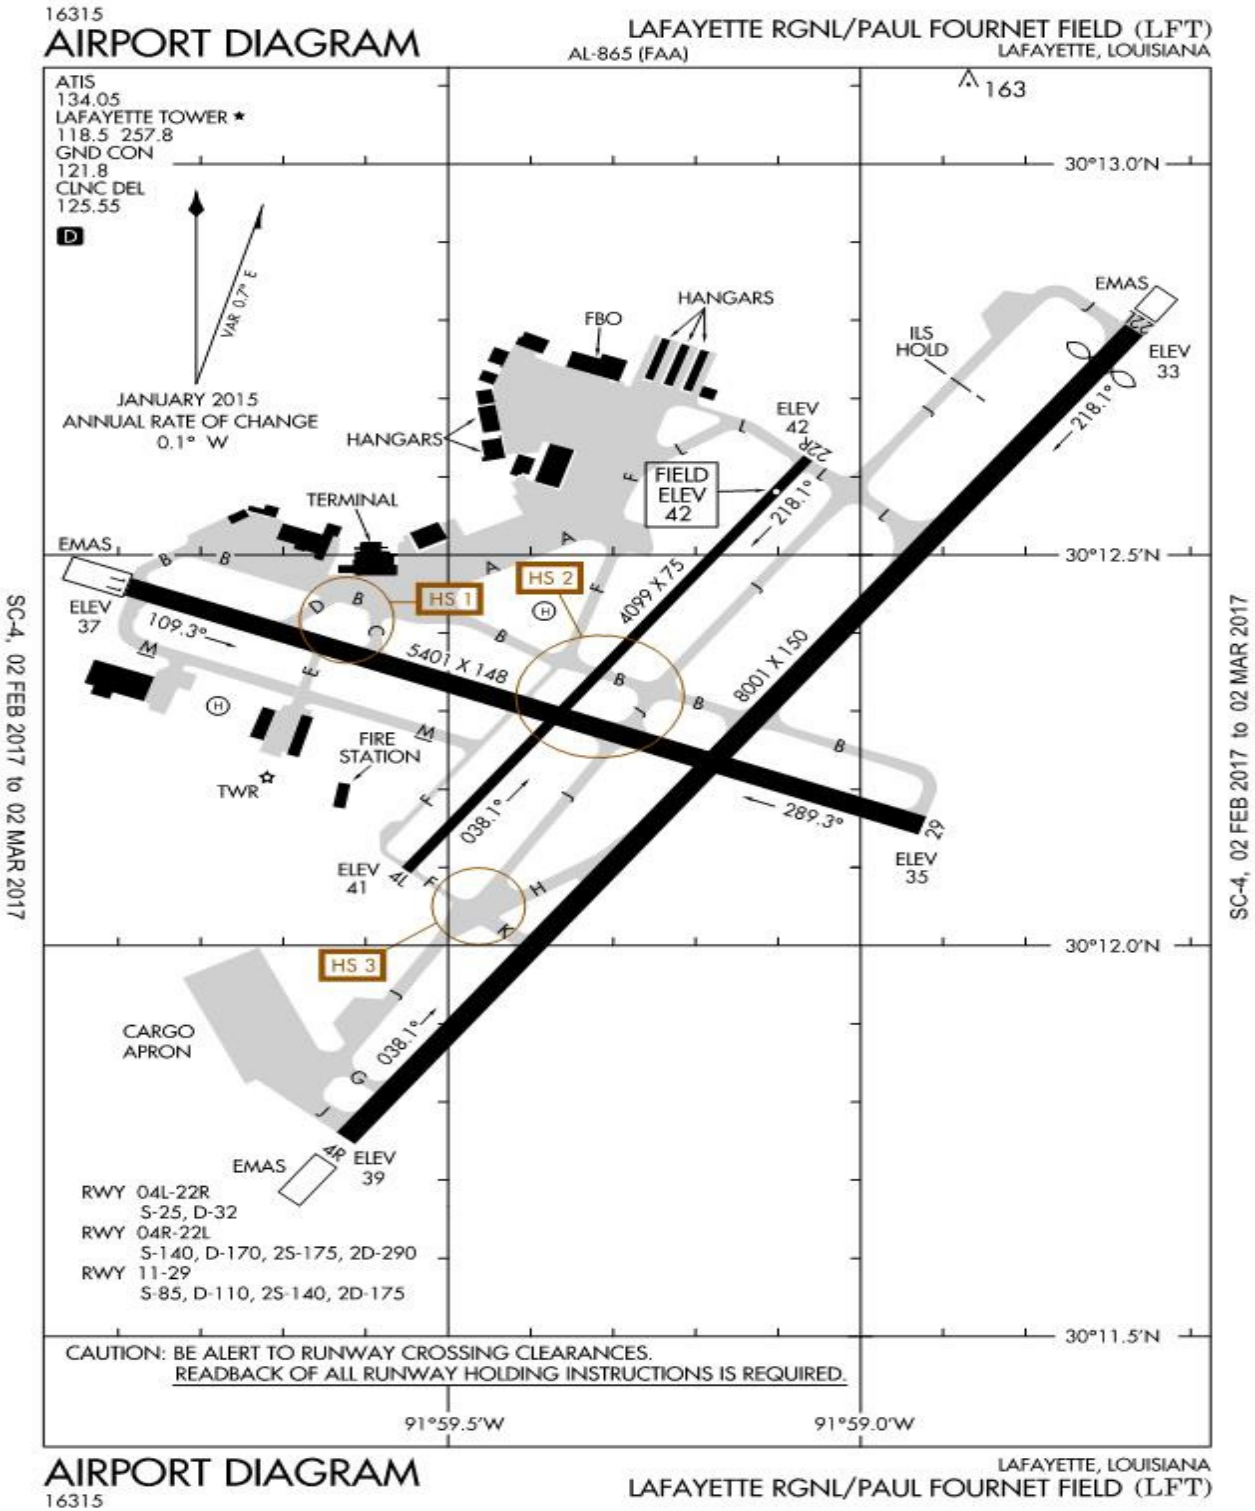 16315
AIRPORT DIAGRAM
AL-865 (FAA)
LAFAYETTE RGNL/PAUL FOURNET FIELD (LFT)
LAFAYETTE, LOUISIANA
ATIS
134.05
LAFAYETTE TOWER ★
118.5 257.8
GND CON
121.8
CLNC DEL
125.55
D
163
30°13.0'N
VAR 0.7° E
JANUARY 2015
ANNUAL RATE OF CHANGE
0.1° W
HANGARS
FBO
HANGARS
EMAS
J
22L
ELEV
33
218.1°
ILS
HOLD
J
ELEV
42
22R
L
L
L
L
F
FIELD
ELEV
42
218.1°
TERMINAL
EMAS
B
B
A
A
30°12.5'N
HS 2
HS 1
D
B
C
H
F
4099 X 75
J
11
ELEV
37
109.3°
M
E
B
5401 X 148
B
B
B
J
8001 X 150
H
M
FIRE
STATION
TWR
F
038.1°
J
289.3°
29
ELEV
35
ELEV
41
4L
F
H
K
HS 3
30°12.0'N
J
CARGO
APRON
038.1°
G
J
4R
ELEV
39
EMAS
RWY 04L-22R
S-25, D-32
RWY 04R-22L
S-140, D-170, 2S-175, 2D-290
RWY 11-29
S-85, D-110, 2S-140, 2D-175
30°11.5'N
CAUTION: BE ALERT TO RUNWAY CROSSING CLEARANCES.
READBACK OF ALL RUNWAY HOLDING INSTRUCTIONS IS REQUIRED.
91°59.5'W
91°59.0'W
SC-4, 02 FEB 2017 to 02 MAR 2017
SC-4, 02 FEB 2017 to 02 MAR 2017
AIRPORT DIAGRAM
16315
LAFAYETTE, LOUISIANA
LAFAYETTE RGNL/PAUL FOURNET FIELD (LFT)